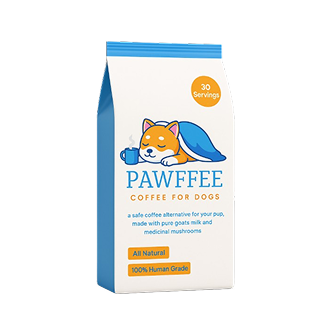 30
Servings
PAWFFEE
COFFEE FOR DOGS
a safe coffee alternative for your pup,
made with pure goats milk and
medicinal mushrooms
All Natural
100% Human Grade